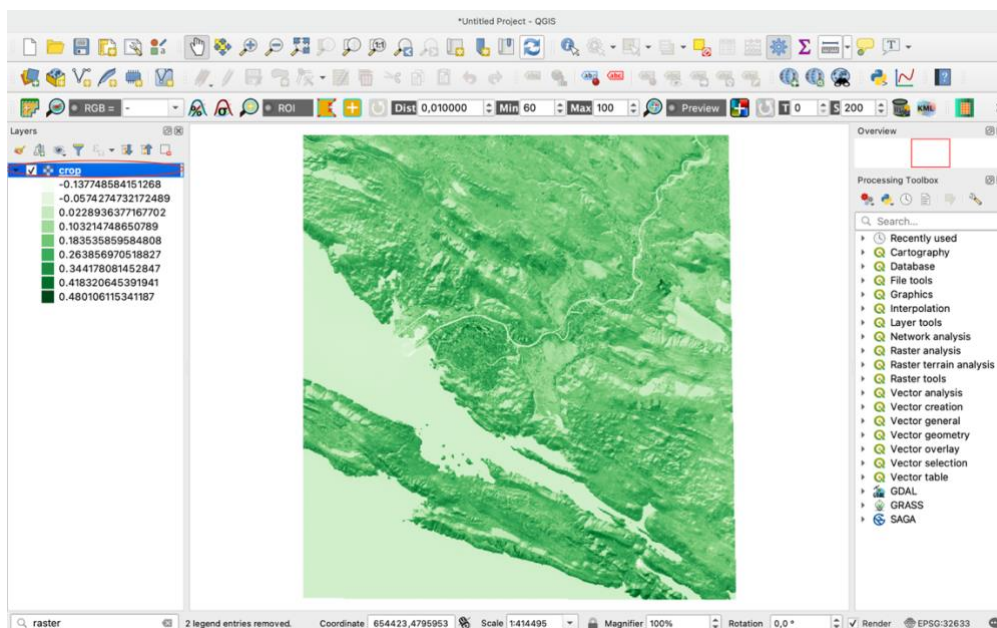 *Untitled Project - QGIS
RGB = - ROI Dist 0,010000 Min 60 Max 100 Preview T 0 S 200 KML
Layers
crop
-0.137748584151268
-0.0574274732172489
0.0228936377167702
0.103214748650789
0.183535859584808
0.263856970518827
0.344178081452847
0.418320645391941
0.480106115341187
Overview
Processing Toolbox
Search...
Recently used
Cartography
Database
File tools
Graphics
Interpolation
Layer tools
Network analysis
Raster analysis
Raster terrain analysis
Raster tools
Vector analysis
Vector creation
Vector general
Vector geometry
Vector overlay
Vector selection
Vector table
GDAL
GRASS
SAGA
raster 2 legend entries removed. Coordinate 654423,4795953 Scale 1:414495 Magnifier 100% Rotation 0,0 ° Render EPSG:32633